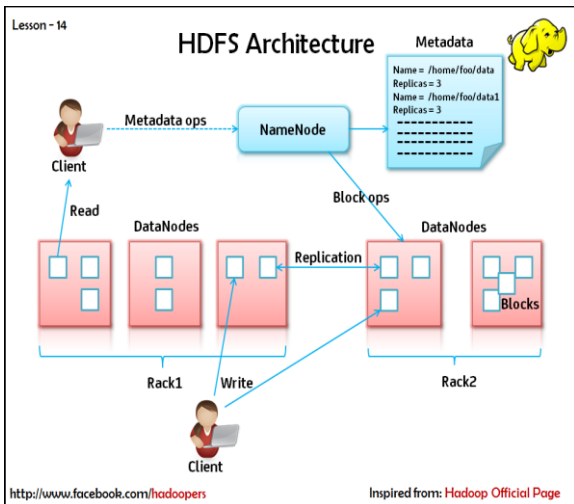 Lesson - 14
HDFS Architecture
Metadata
Name = /home/foo/data
Replicas = 3
Name = /home/foo/data1
Replicas = 3
Metadata ops
NameNode
Client
Block ops
Read
DataNodes
DataNodes
Replication
Blocks
Rack1
Write
Rack2
Client
http://www.facebook.com/hadoopers
Inspired from: Hadoop Official Page